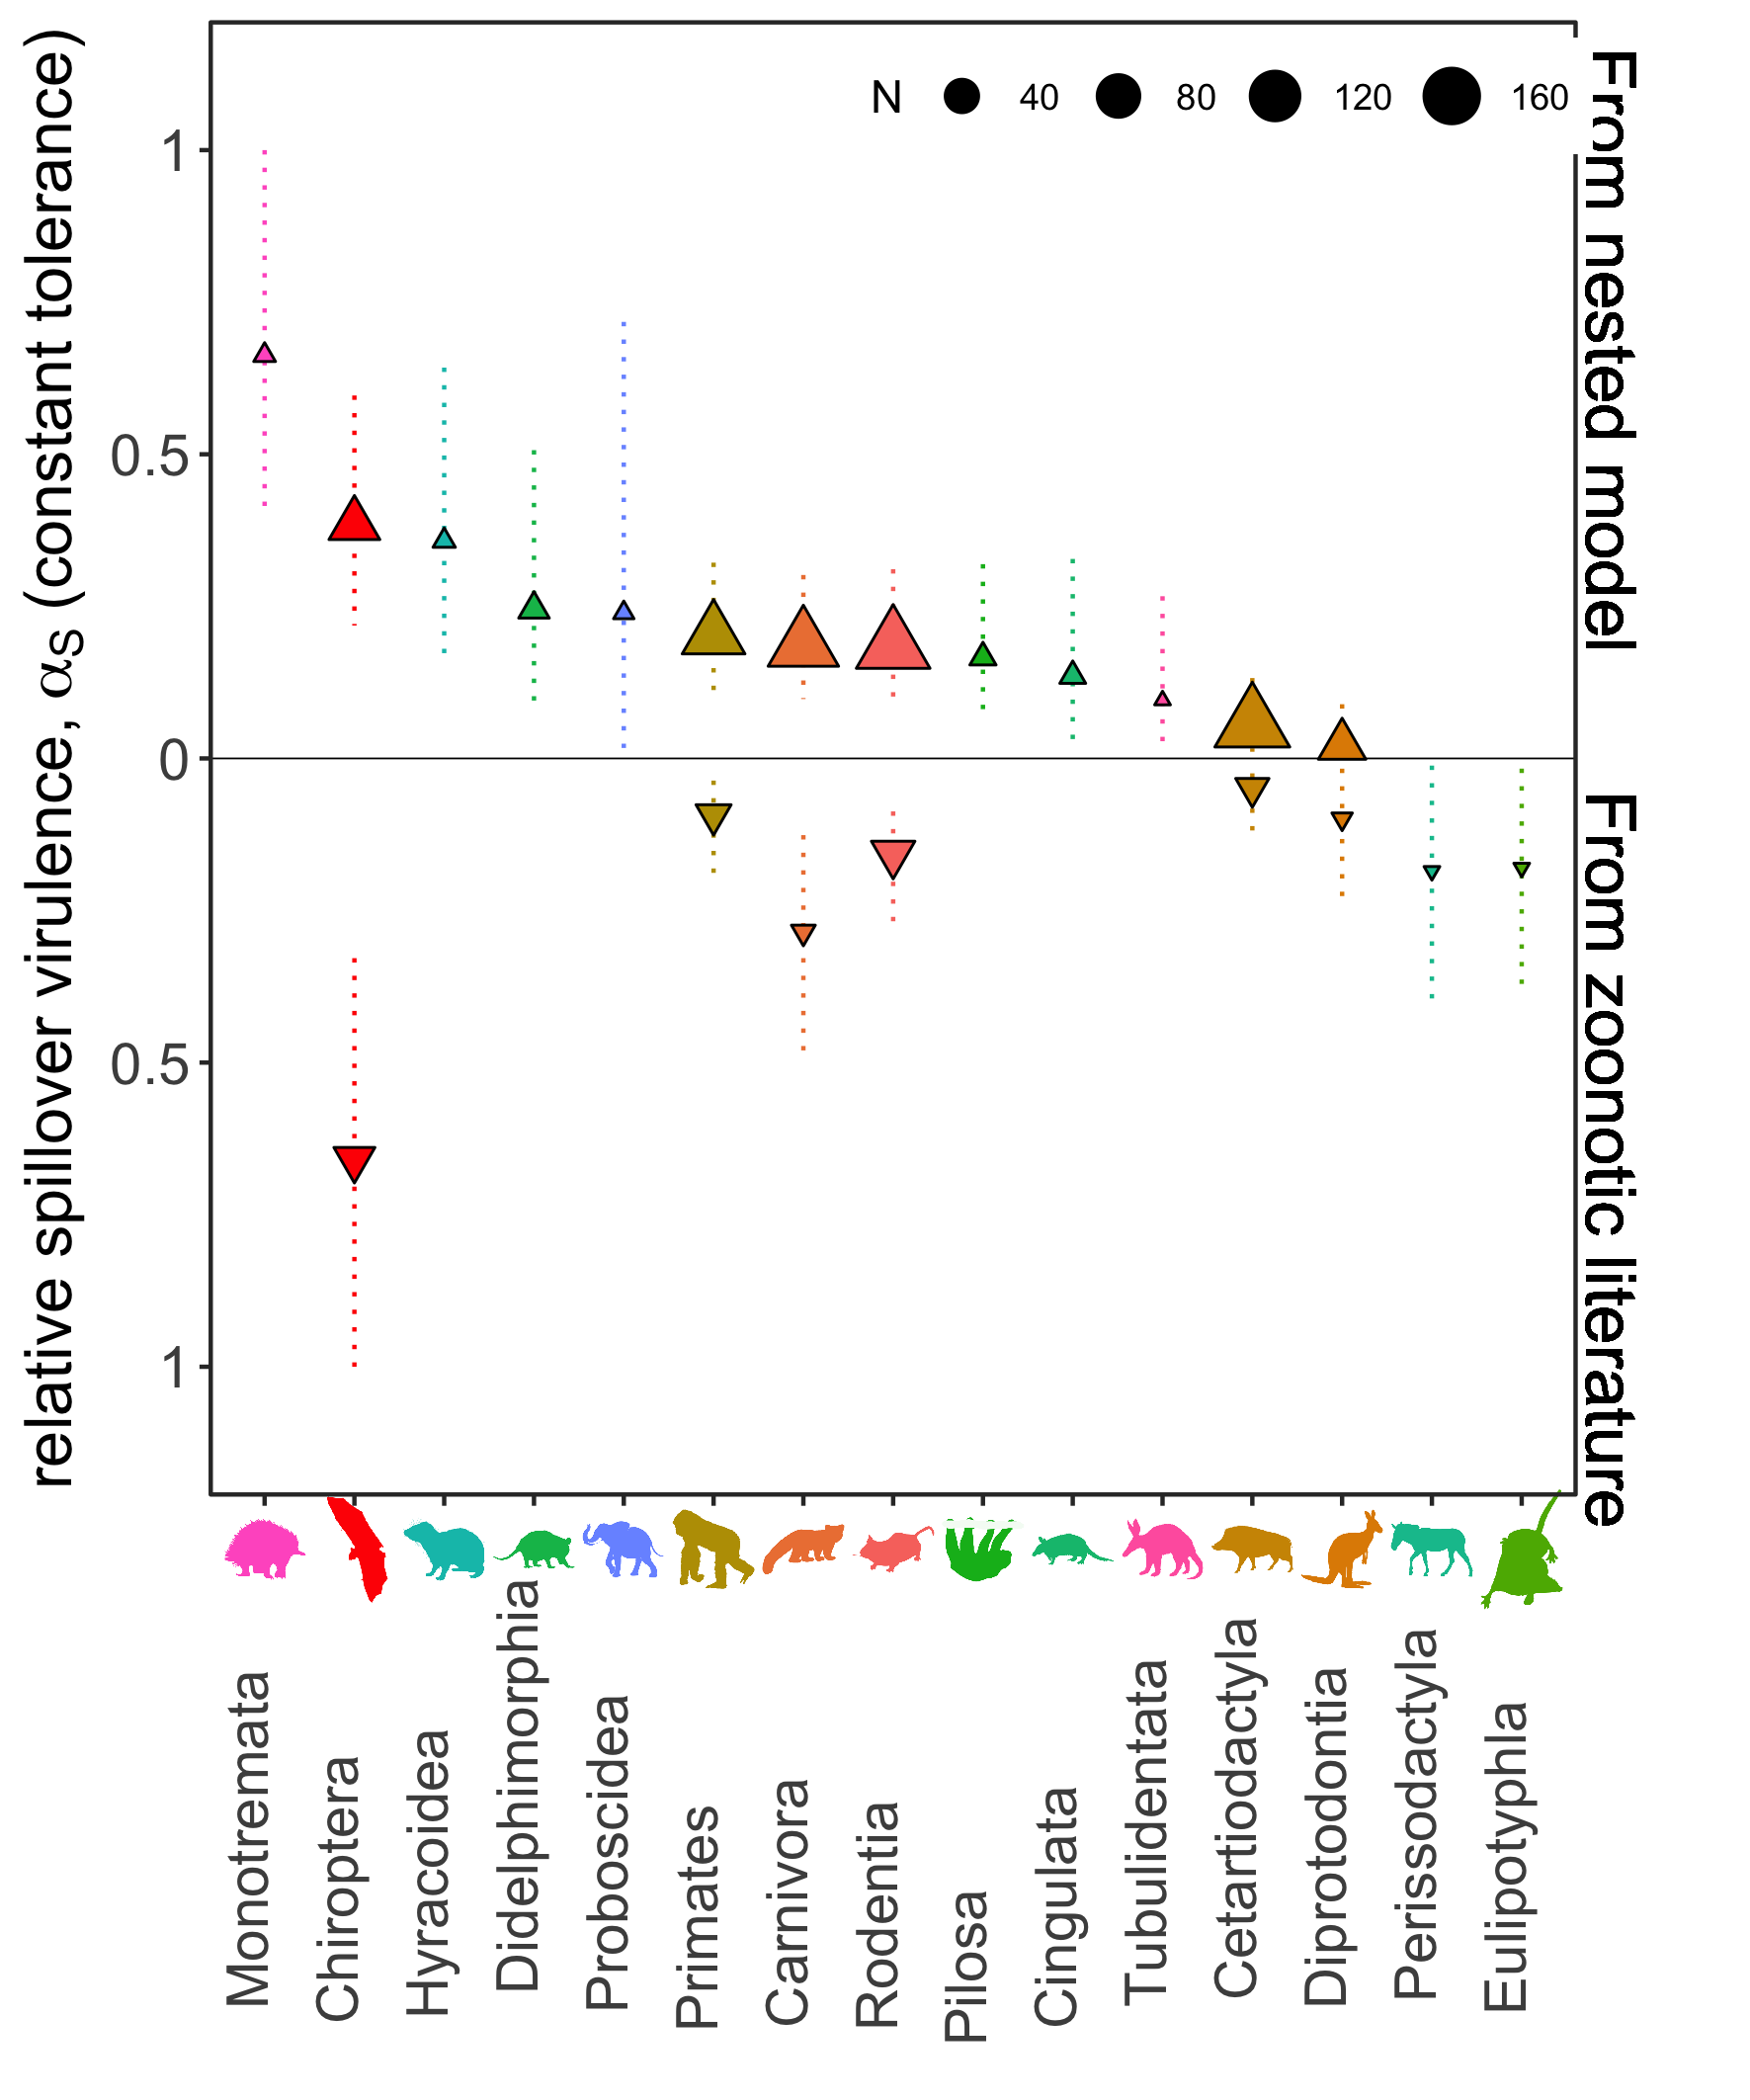 relative spillover virulence, αS (constant tolerance)
N 40 80 120 160
1
0.5
0
0.5
1
From nested model
From zoonotic literature
Monotremata
Chiroptera
Hyracoidea
Didelphimorphia
Proboscidea
Primates
Carnivora
Rodentia
Pilosa
Cingulata
Tubulidentata
Cetartiodactyla
Diprotodontia
Perissodactyla
Eulipotyphla